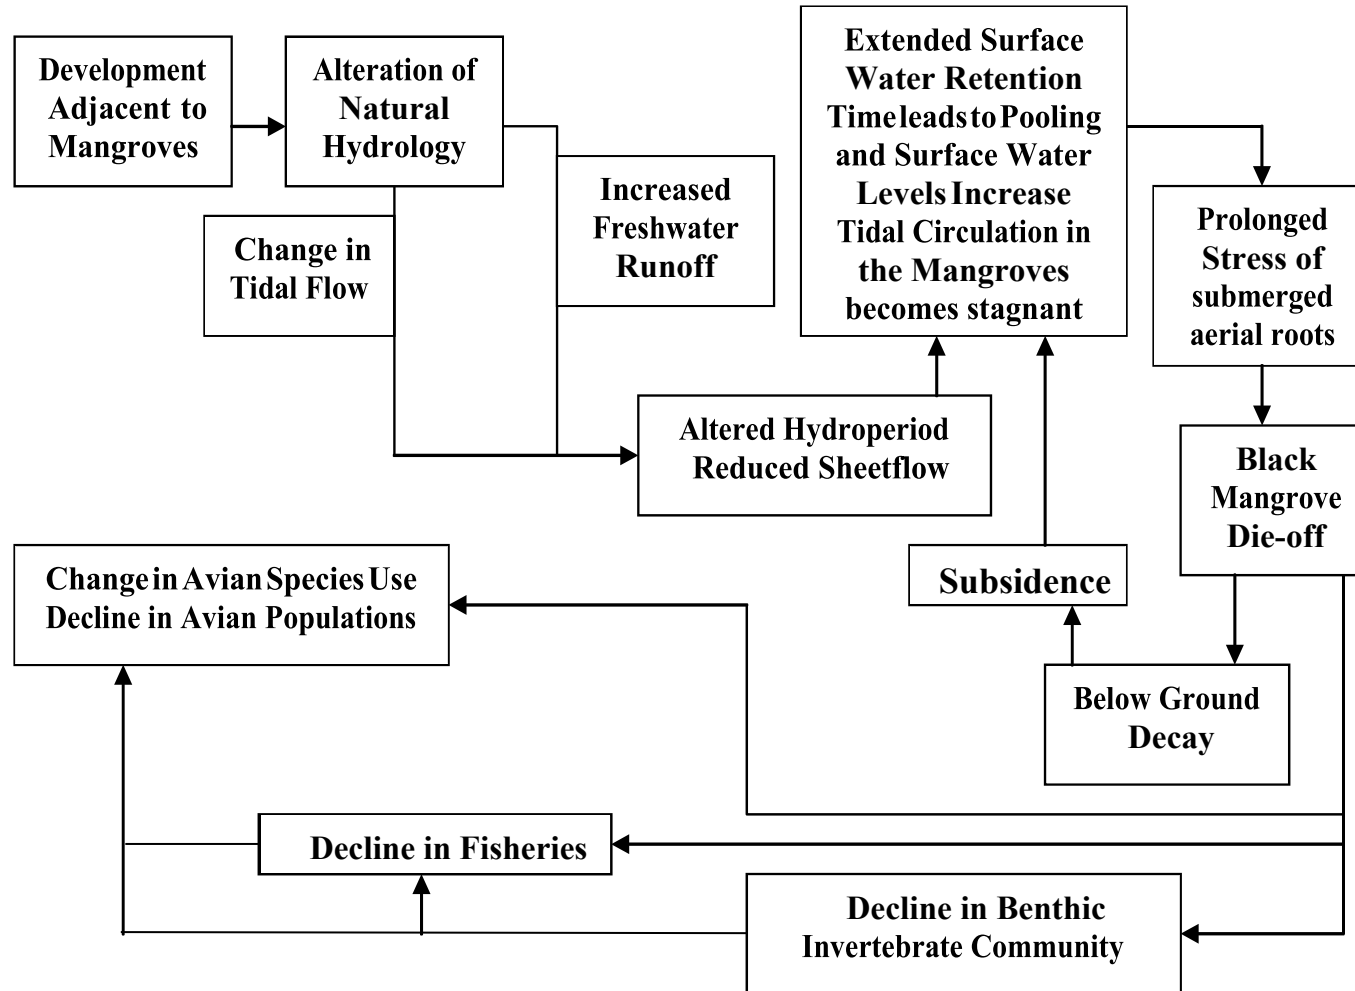 Development
Adjacent to
Mangroves
Alteration of
Natural
Hydrology
Change in
Tidal Flow
Increased
Freshwater
Runoff
Extended Surface
Water Retention
Time leads to Pooling
and Surface Water
Levels Increase
Tidal Circulation in
the Mangroves
becomes stagnant
Prolonged
Stress of
submerged
aerial roots
Altered Hydroperiod
Reduced Sheetflow
Black
Mangrove
Die-off
Change in Avian Species Use
Decline in Avian Populations
Subsidence
Below Ground
Decay
Decline in Fisheries
Decline in Benthic
Invertebrate Community